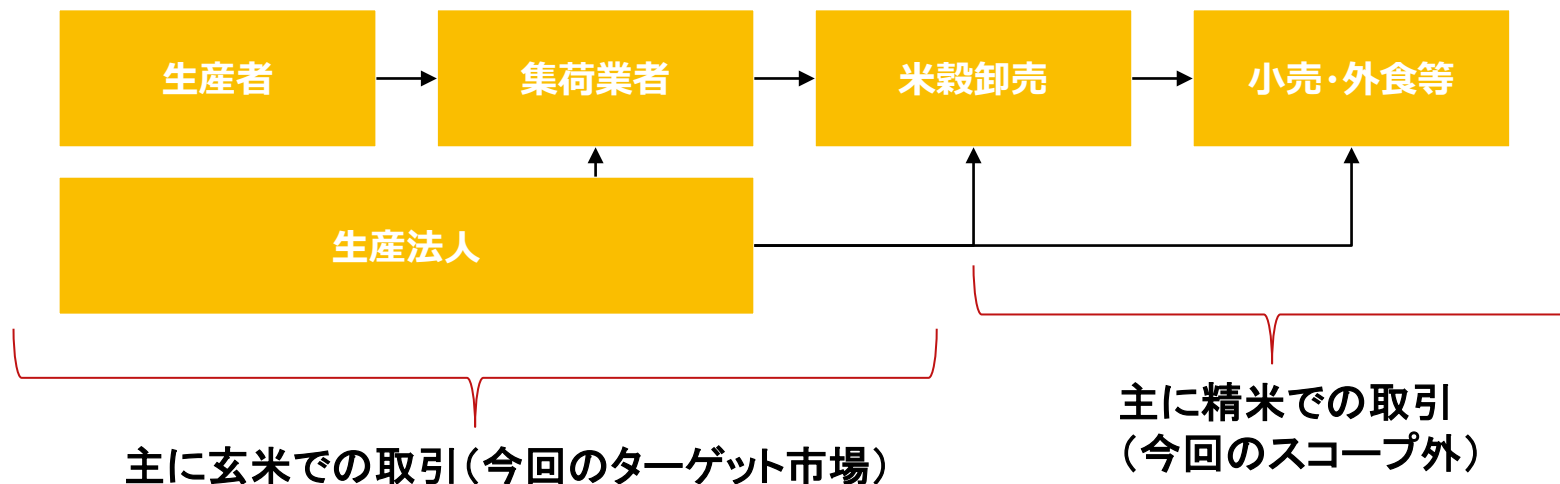 生産者
集荷業者
米穀卸売
小売・外食等
生産法人
主に精米での取引
（今回のスコープ外）
主に玄米での取引（今回のターゲット市場）